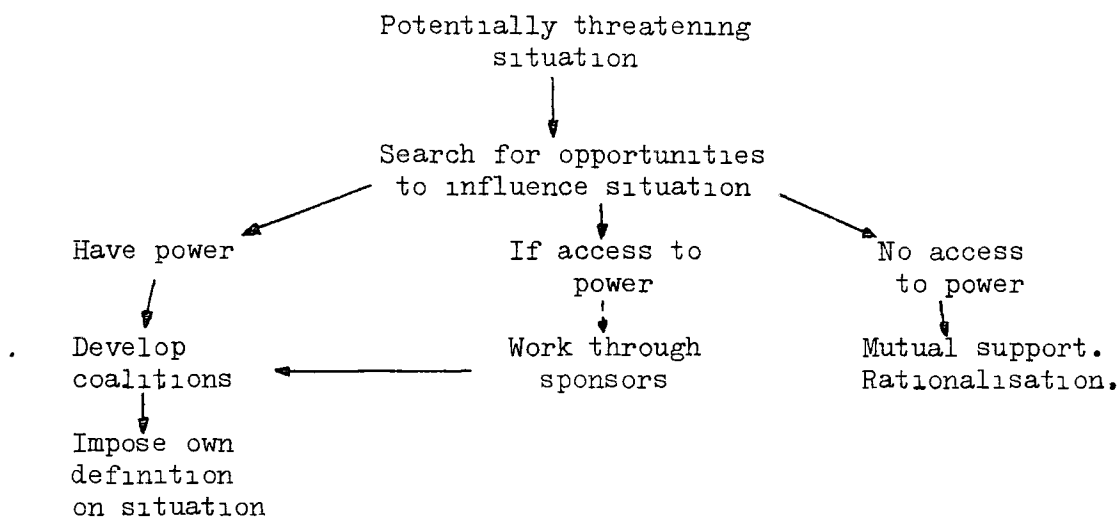 Potentially threatening
situation
Search for opportunities
to influence situation
Have power
If access to
power
No access
to power
Develop
coalitions
Work through
sponsors
Mutual support.
Rationalisation.
Impose own
definition
on situation